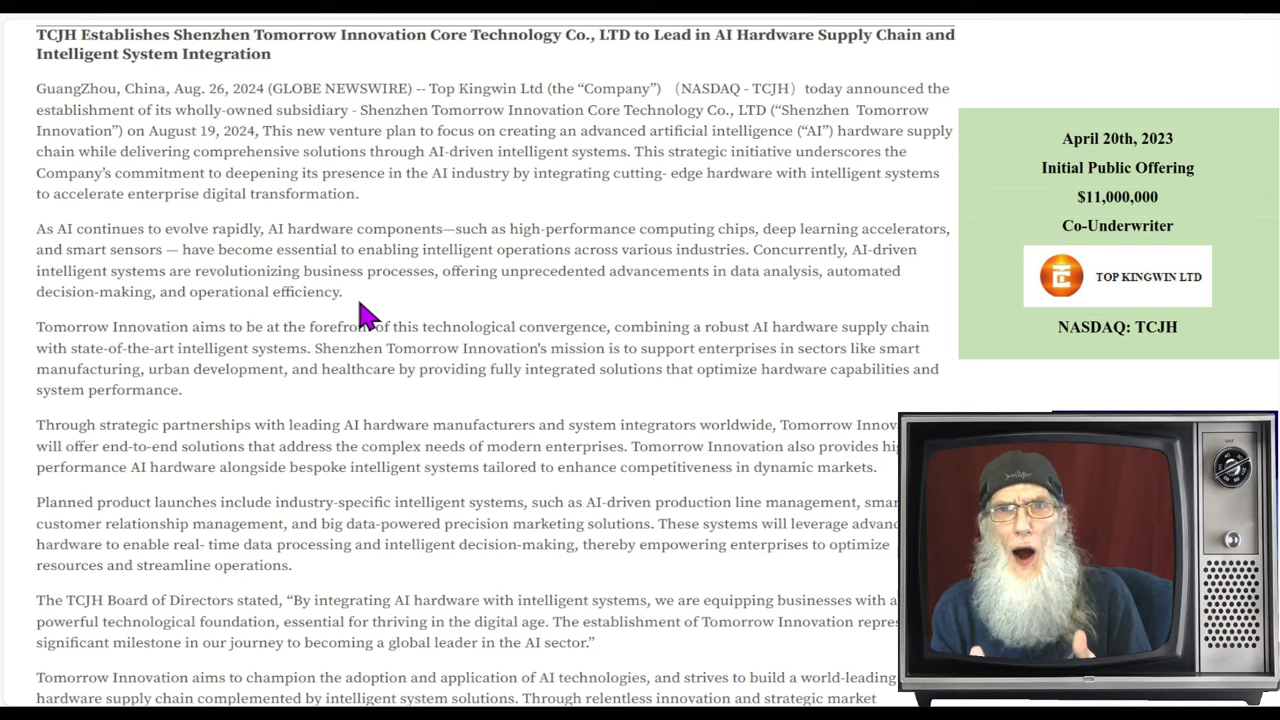 TCJH Establishes Shenzhen Tomorrow Innovation Core Technology Co., LTD to Lead in AI Hardware Supply Chain and
Intelligent System Integration
GuangZhou, China, Aug. 26, 2024 (GLOBE NEWSWIRE) -- Top Kingwin Ltd (the “Company”) （NASDAQ - TCJH） today announced the
establishment of its wholly-owned subsidiary - Shenzhen Tomorrow Innovation Core Technology Co., LTD (“Shenzhen Tomorrow
Innovation”) on August 19, 2024, This new venture plan to focus on creating an advanced artificial intelligence (“AI”) hardware supply
chain while delivering comprehensive solutions through AI-driven intelligent systems. This strategic initiative underscores the
Company’s commitment to deepening its presence in the AI industry by integrating cutting- edge hardware with intelligent systems
to accelerate enterprise digital transformation.
As AI continues to evolve rapidly, AI hardware components—such as high-performance computing chips, deep learning accelerators,
and smart sensors — have become essential to enabling intelligent operations across various industries. Concurrently, AI-driven
intelligent systems are revolutionizing business processes, offering unprecedented advancements in data analysis, automated
decision-making, and operational efficiency.
Tomorrow Innovation aims to be at the forefront of this technological convergence, combining a robust AI hardware supply chain
with state-of-the-art intelligent systems. Shenzhen Tomorrow Innovation's mission is to support enterprises in sectors like smart
manufacturing, urban development, and healthcare by providing fully integrated solutions that optimize hardware capabilities and
system performance.
Through strategic partnerships with leading AI hardware manufacturers and system integrators worldwide, Tomorrow Innov
will offer end-to-end solutions that address the complex needs of modern enterprises. Tomorrow Innovation also provides hi
performance AI hardware alongside bespoke intelligent systems tailored to enhance competitiveness in dynamic markets.
Planned product launches include industry-specific intelligent systems, such as AI-driven production line management, smar
customer relationship management, and big data-powered precision marketing solutions. These systems will leverage advanc
hardware to enable real- time data processing and intelligent decision-making, thereby empowering enterprises to optimize
resources and streamline operations.
The TCJH Board of Directors stated, “By integrating AI hardware with intelligent systems, we are equipping businesses with a
powerful technological foundation, essential for thriving in the digital age. The establishment of Tomorrow Innovation repres
significant milestone in our journey to becoming a global leader in the AI sector.”
Tomorrow Innovation aims to champion the adoption and application of AI technologies, and strives to build a world-leading
hardware supply chain complemented by intelligent system solutions. Through relentless innovation and strategic market
April 20th, 2023
Initial Public Offering
$11,000,000
Co-Underwriter
TOP KINGWIN LTD
NASDAQ: TCJH